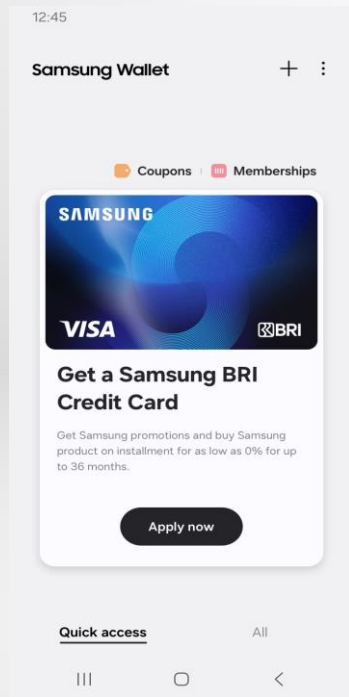 12:45
Samsung Wallet
Coupons
Memberships
SAMSUNG
VISA
BRI
Get a Samsung BRI
Credit Card
Get Samsung promotions and buy Samsung
product on installment for as low as 0% for up
to 36 months.
Apply now
Quick access
All